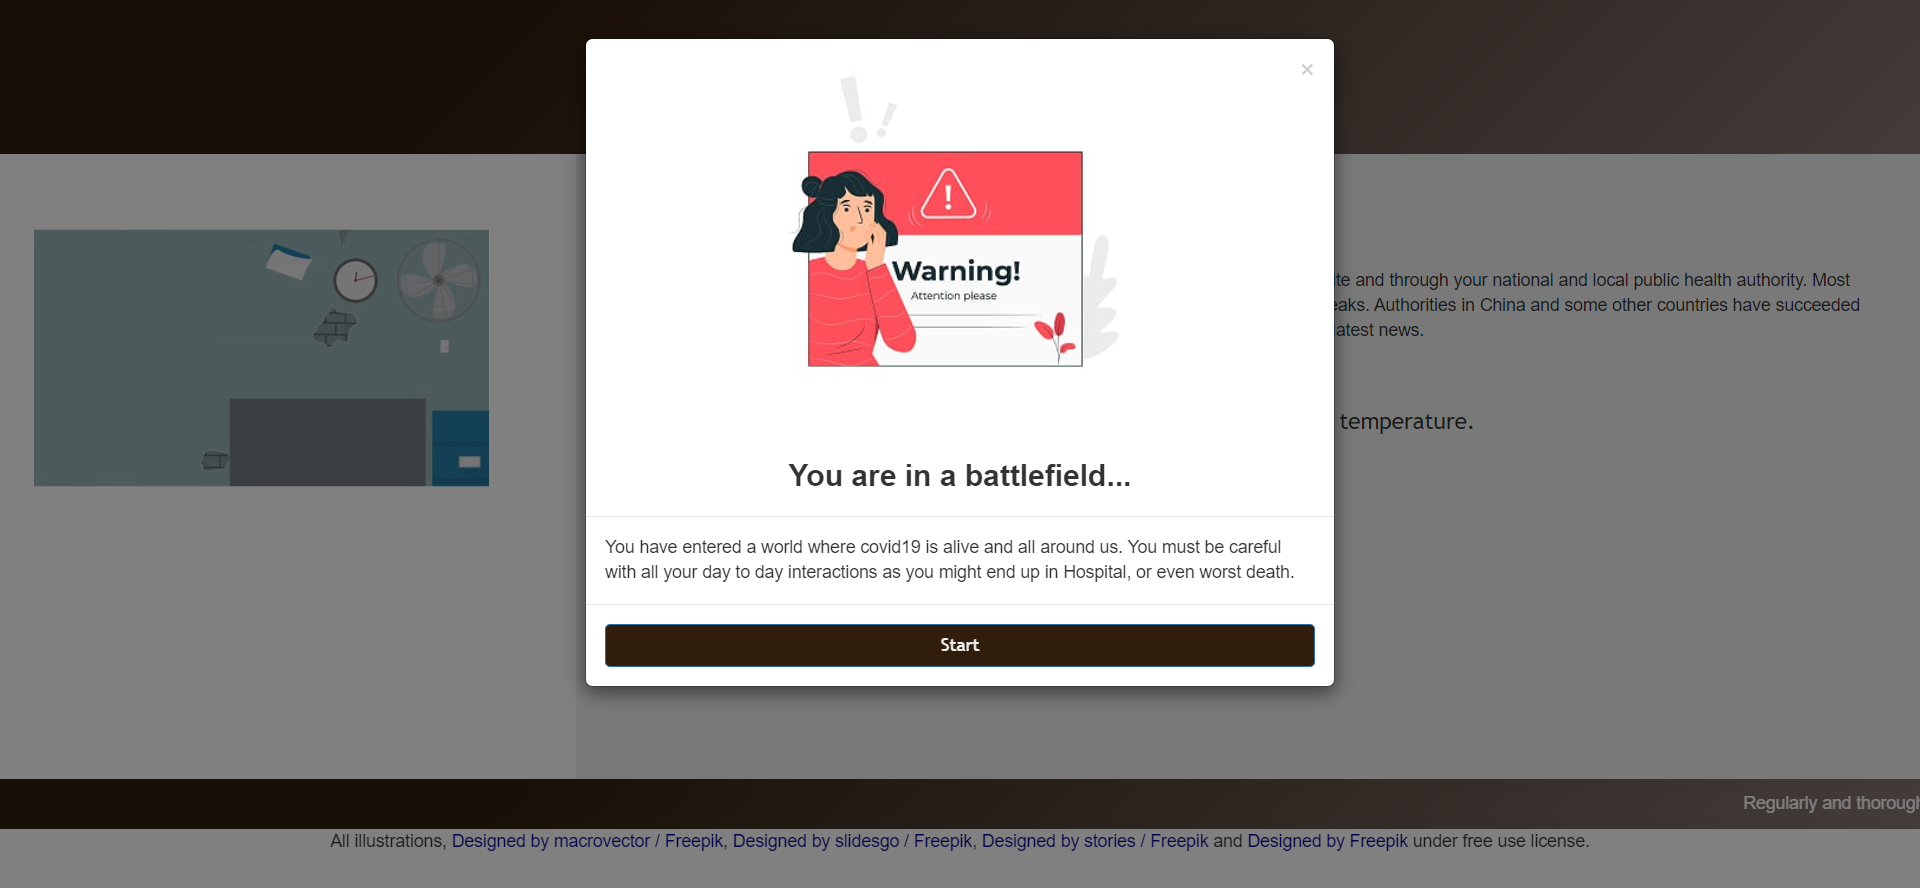 ×
Warning!
Attention please
and through your national and local public health authority. Most
Authorities in China and some other countries have succeeded
news.
temperature.
You are in a battlefield...
You have entered a world where covid19 is alive and all around us. You must be careful
with all your day to day interactions as you might end up in Hospital, or even worst death.
Start
Regularly and
All illustrations, Designed by macrovector / Freepik, Designed by slidesgo / Freepik, Designed by stories / Freepik and Designed by Freepik under free use license.